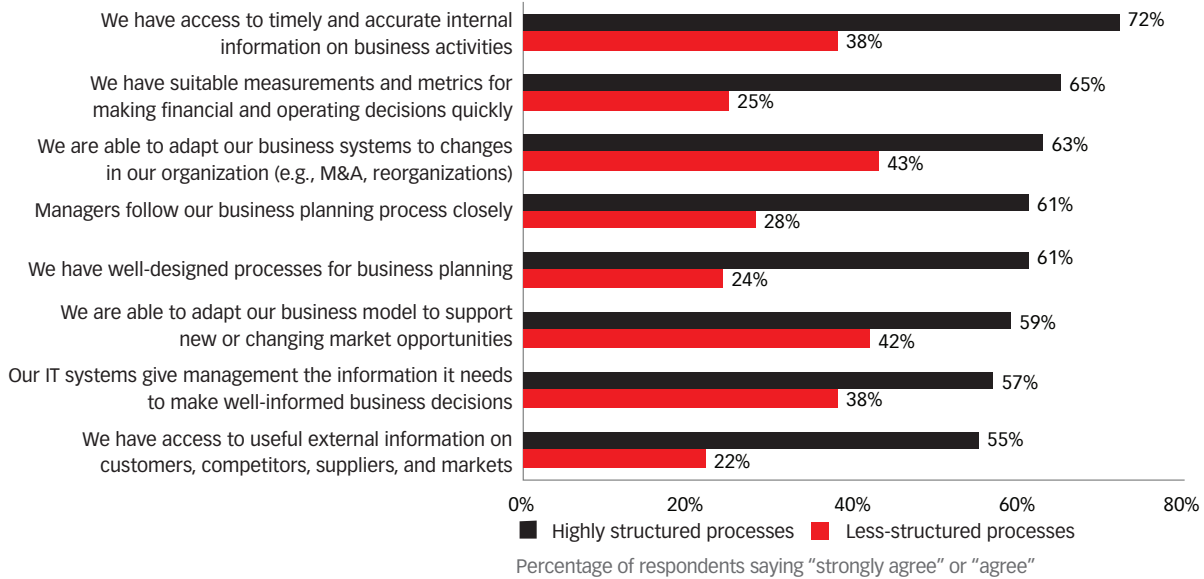 We have access to timely and accurate internal
information on business activities
72%
38%
We have suitable measurements and metrics for
making financial and operating decisions quickly
65%
25%
We are able to adapt our business systems to changes
in our organization (e.g., M&A, reorganizations)
63%
43%
Managers follow our business planning process closely
61%
28%
We have well-designed processes for business planning
61%
24%
We are able to adapt our business model to support
new or changing market opportunities
59%
42%
Our IT systems give management the information it needs
to make well-informed business decisions
57%
38%
We have access to useful external information on
customers, competitors, suppliers, and markets
55%
22%
0% 20% 40% 60% 80%
Highly structured processes Less-structured processes
Percentage of respondents saying "strongly agree" or "agree"